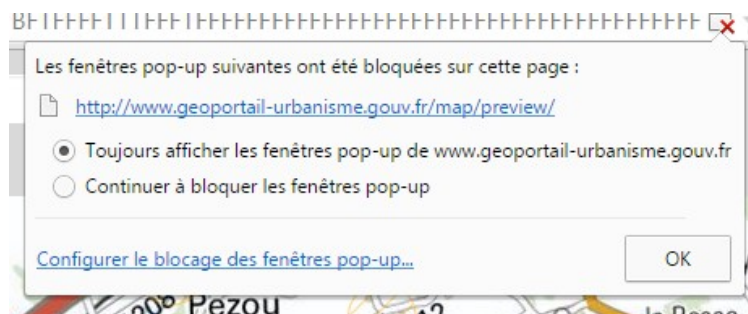 Les fenêtres pop-up suivantes ont été bloquées sur cette page :
http://www.geoportail-urbanisme.gouv.fr/map/preview/
Toujours afficher les fenêtres pop-up de www.geoportail-urbanisme.gouv.fr
Continuer à bloquer les fenêtres pop-up
Configurer le blocage des fenêtres pop-up...
OK
Pezou